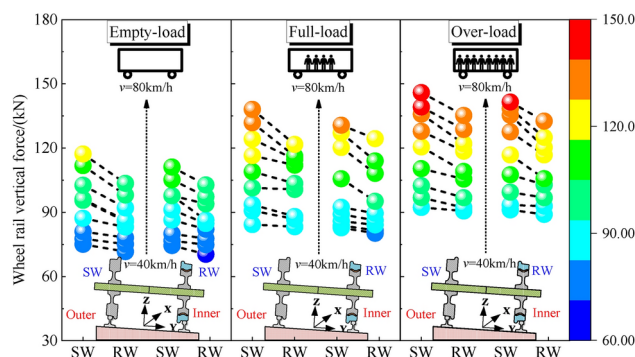 Wheel rail vertical force/(kN)
180
150
120
90
60
30
Empty-load
v=80km/h
v=40km/h
SW
RW
Outer
Inner
Z
X
Y
SW RW SW RW
Full-load
v=80km/h
v=40km/h
SW
RW
Outer
Inner
Z
X
Y
SW RW SW RW
Over-load
v=80km/h
v=40km/h
SW
RW
Outer
Inner
Z
X
Y
SW RW SW RW
150.0
120.0
90.00
60.00